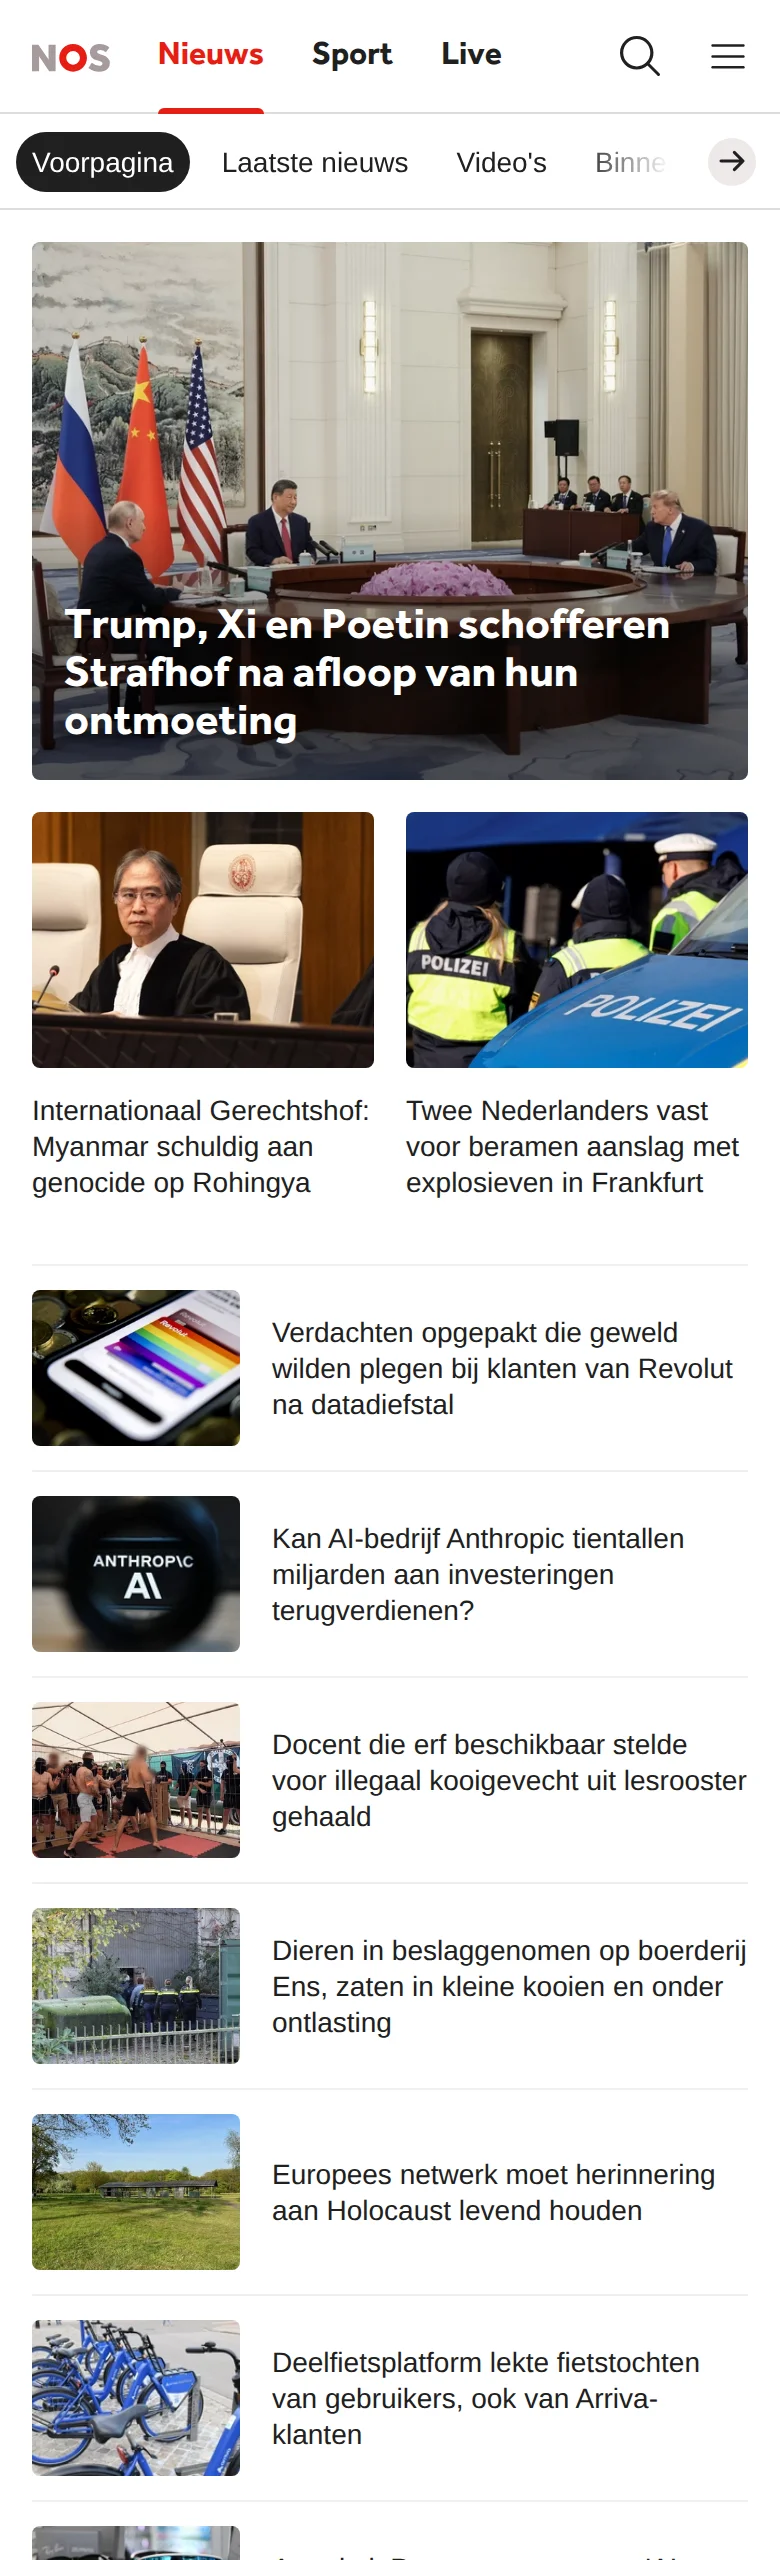 NOS Nieuws Sport Live
Voorpagina Laatste nieuws Video's Binne
Trump, Xi en Poetin schofferen
Strafhof na afloop van hun
ontmoeting
POLIZEI
POLIZEI
Internationaal Gerechtshof:
Myanmar schuldig aan
genocide op Rohingya
Twee Nederlanders vast
voor beramen aanslag met
explosieven in Frankfurt
Revolut
Verdachten opgepakt die geweld
wilden plegen bij klanten van Revolut
na datadiefstal
ANTHROP\C
A\
Kan AI-bedrijf Anthropic tientallen
miljarden aan investeringen
terugverdienen?
Docent die erf beschikbaar stelde
voor illegaal kooigevecht uit lesrooster
gehaald
Dieren in beslaggenomen op boerderij
Ens, zaten in kleine kooien en onder
ontlasting
Europees netwerk moet herinnering
aan Holocaust levend houden
Deelfietsplatform lekte fietstochten
van gebruikers, ook van Arriva-
klanten